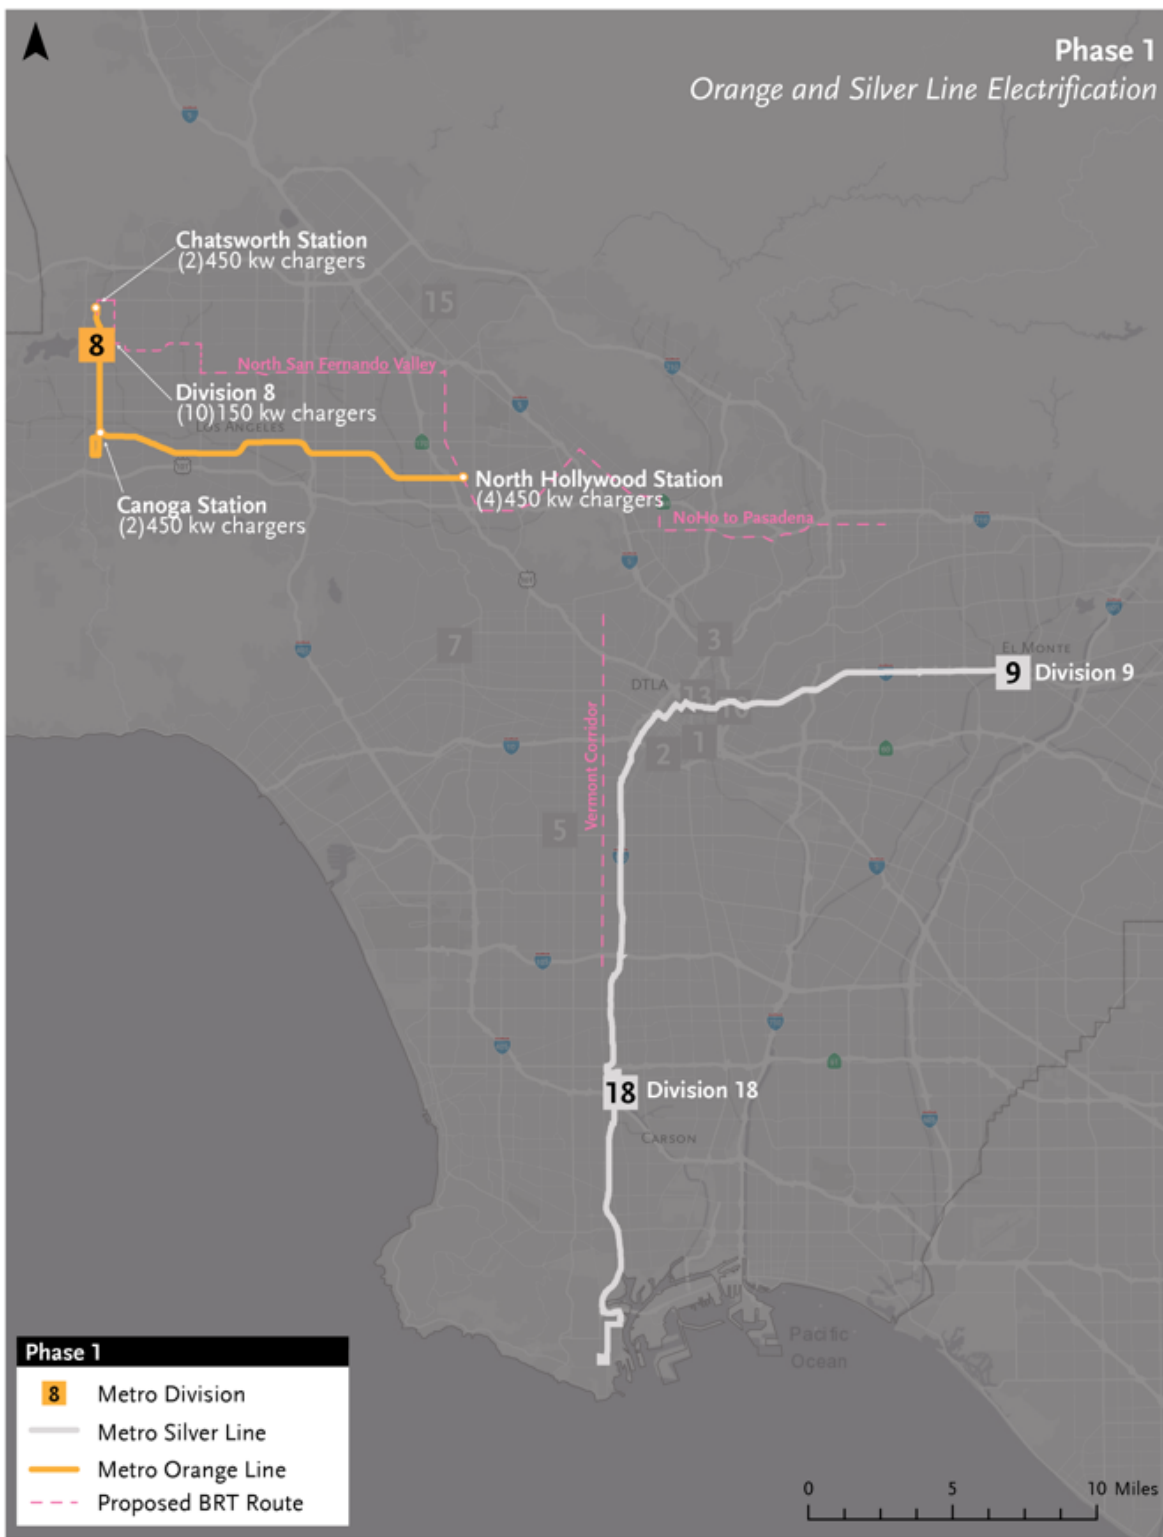 Phase 1
Orange and Silver Line Electrification
Chatsworth Station
(2)450 kw chargers
15
8
North San Fernando Valley
Division 8
(10)150 kw chargers
LOS ANGELES
North Hollywood Station
(4)450 kw chargers
Canoga Station
(2)450 kw chargers
NoHo to Pasadena
7
3
EL MONTE
9 Division 9
DTLA
13
10
Vermont Corridor
2
1
5
18 Division 18
CARSON
Pacific
Ocean
Phase 1
8 Metro Division
Metro Silver Line
Metro Orange Line
Proposed BRT Route
0 5 10 Miles